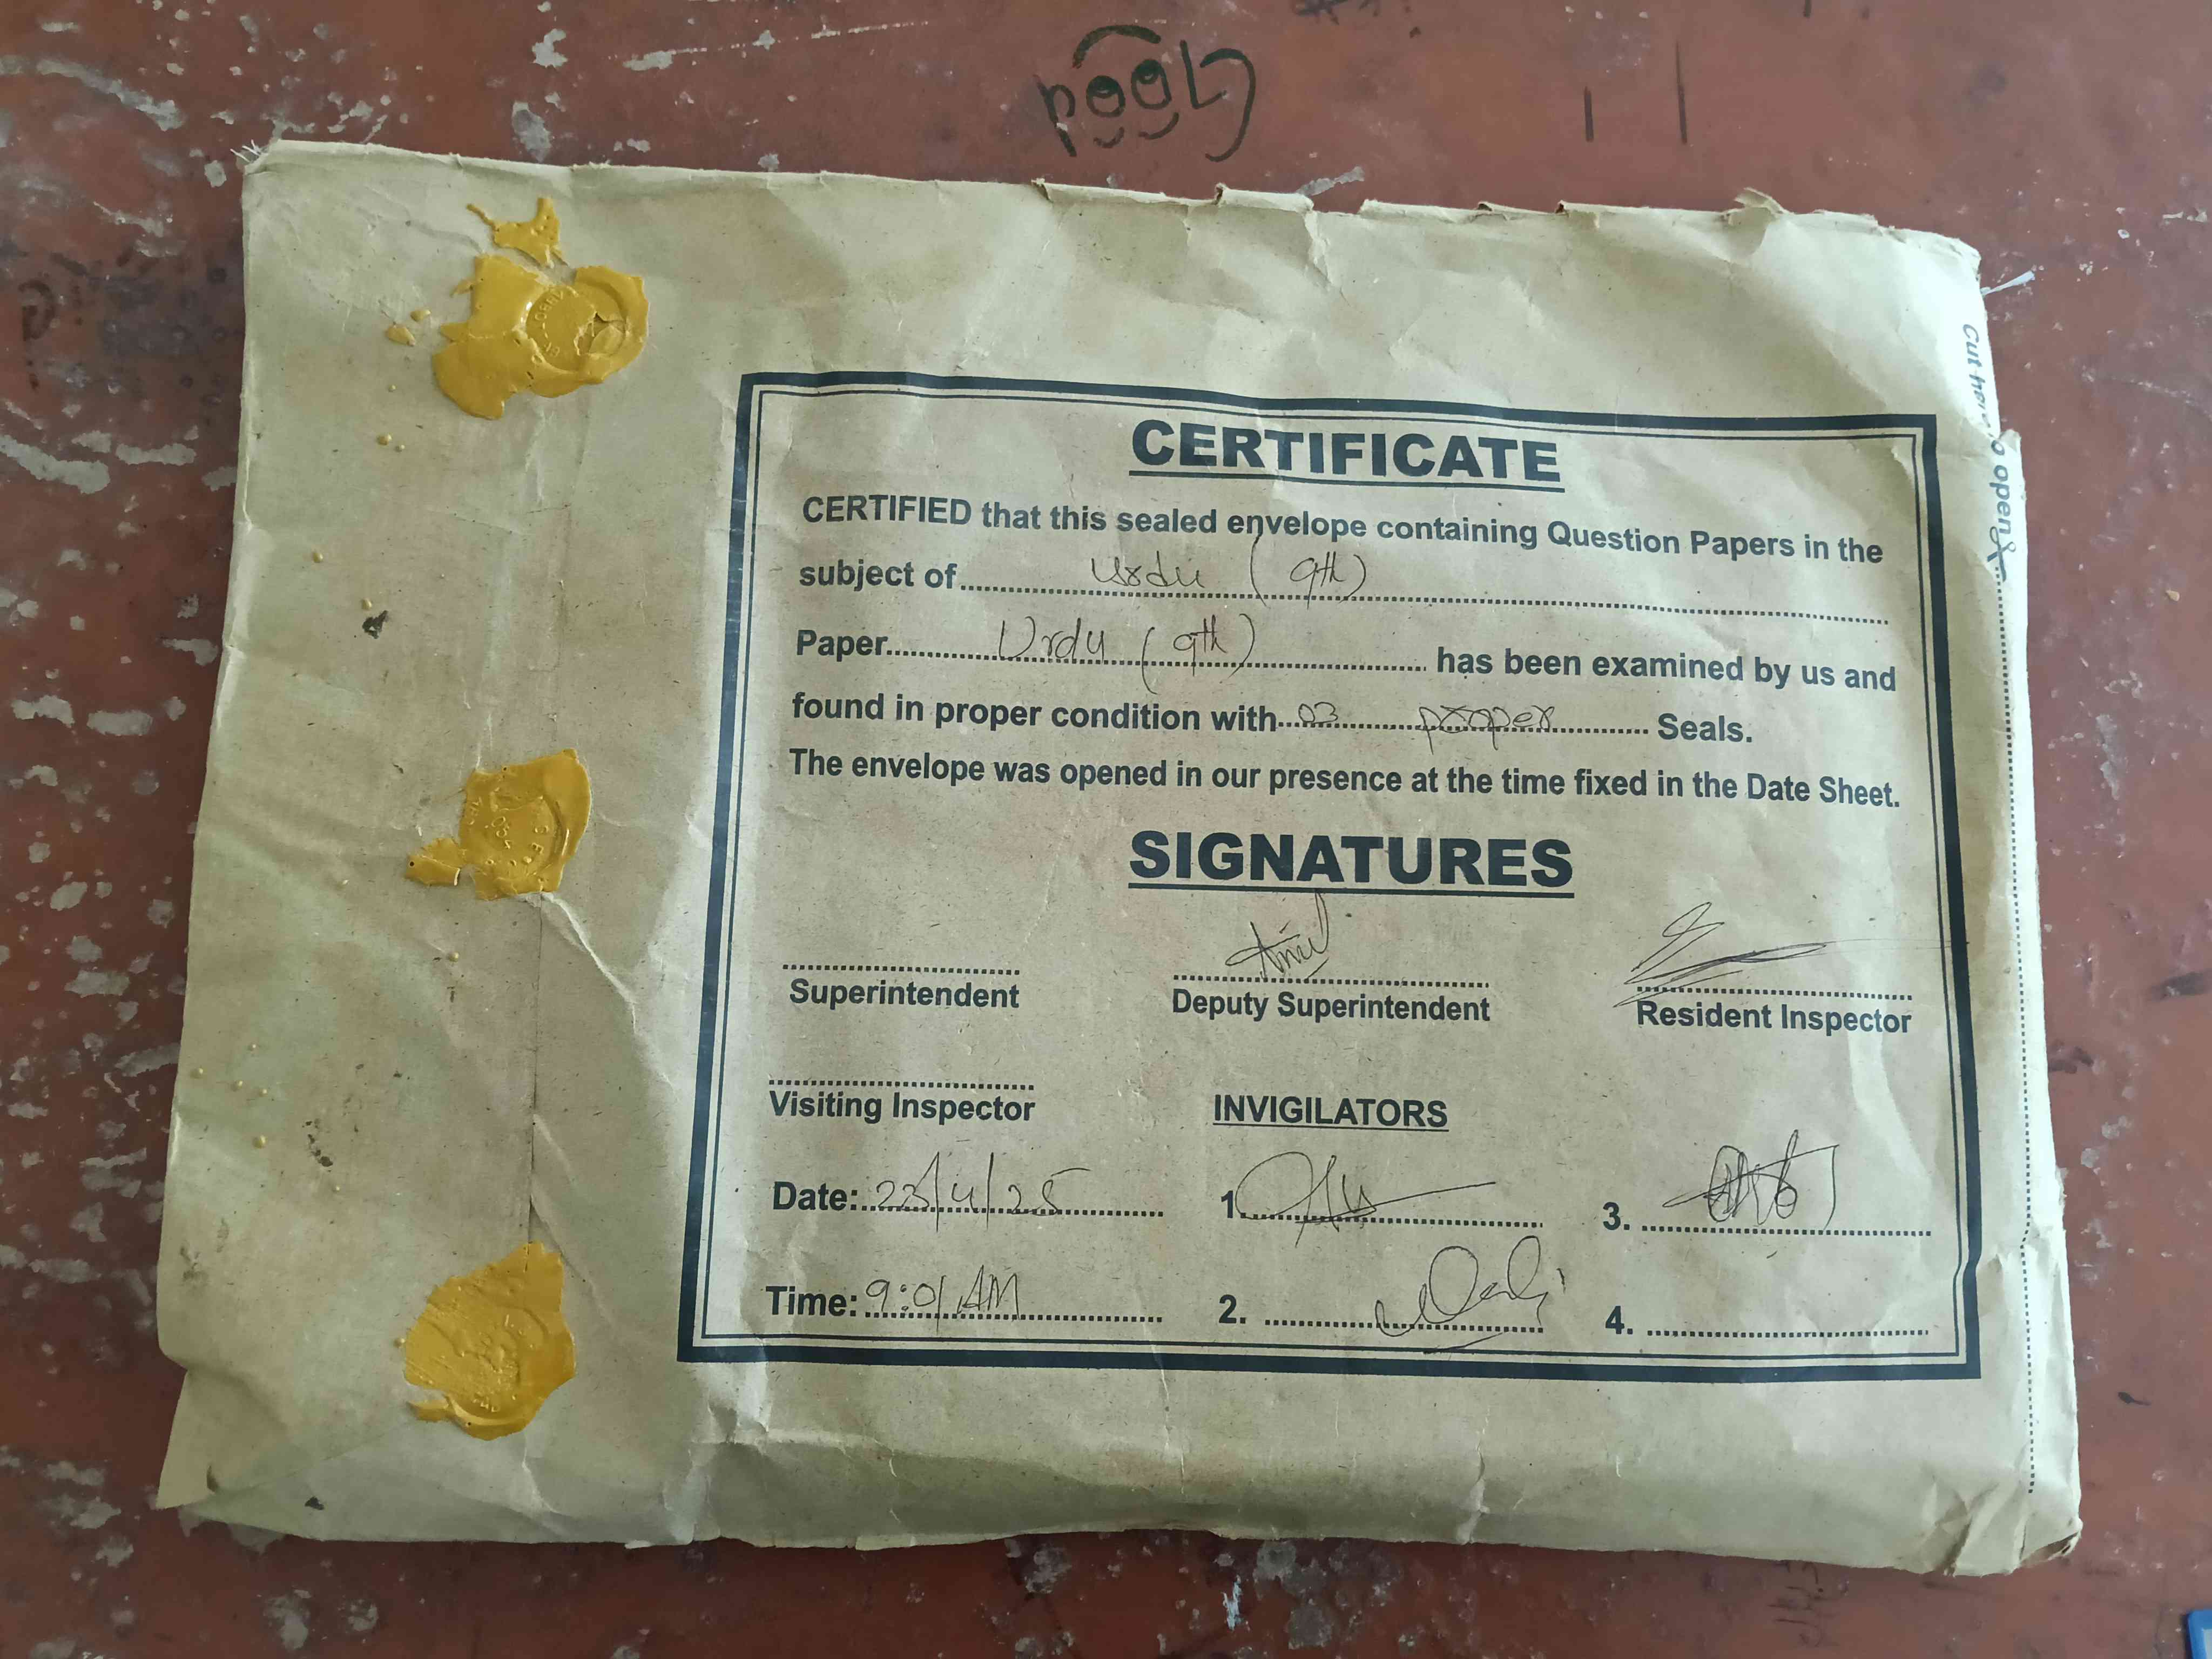 CERTIFICATE
CERTIFIED that this sealed envelope containing Question Papers in the
subject of Urdu (9th)
Paper Urdu (9th) has been examined by us and
found in proper condition with 03 proper Seals.
The envelope was opened in our presence at the time fixed in the Date Sheet.
SIGNATURES
Superintendent Deputy Superintendent Resident Inspector
Visiting Inspector INVIGILATORS
Date: 23/4/25 1. 3.
Time: 9:01 AM 2. 4.
Cut here to open